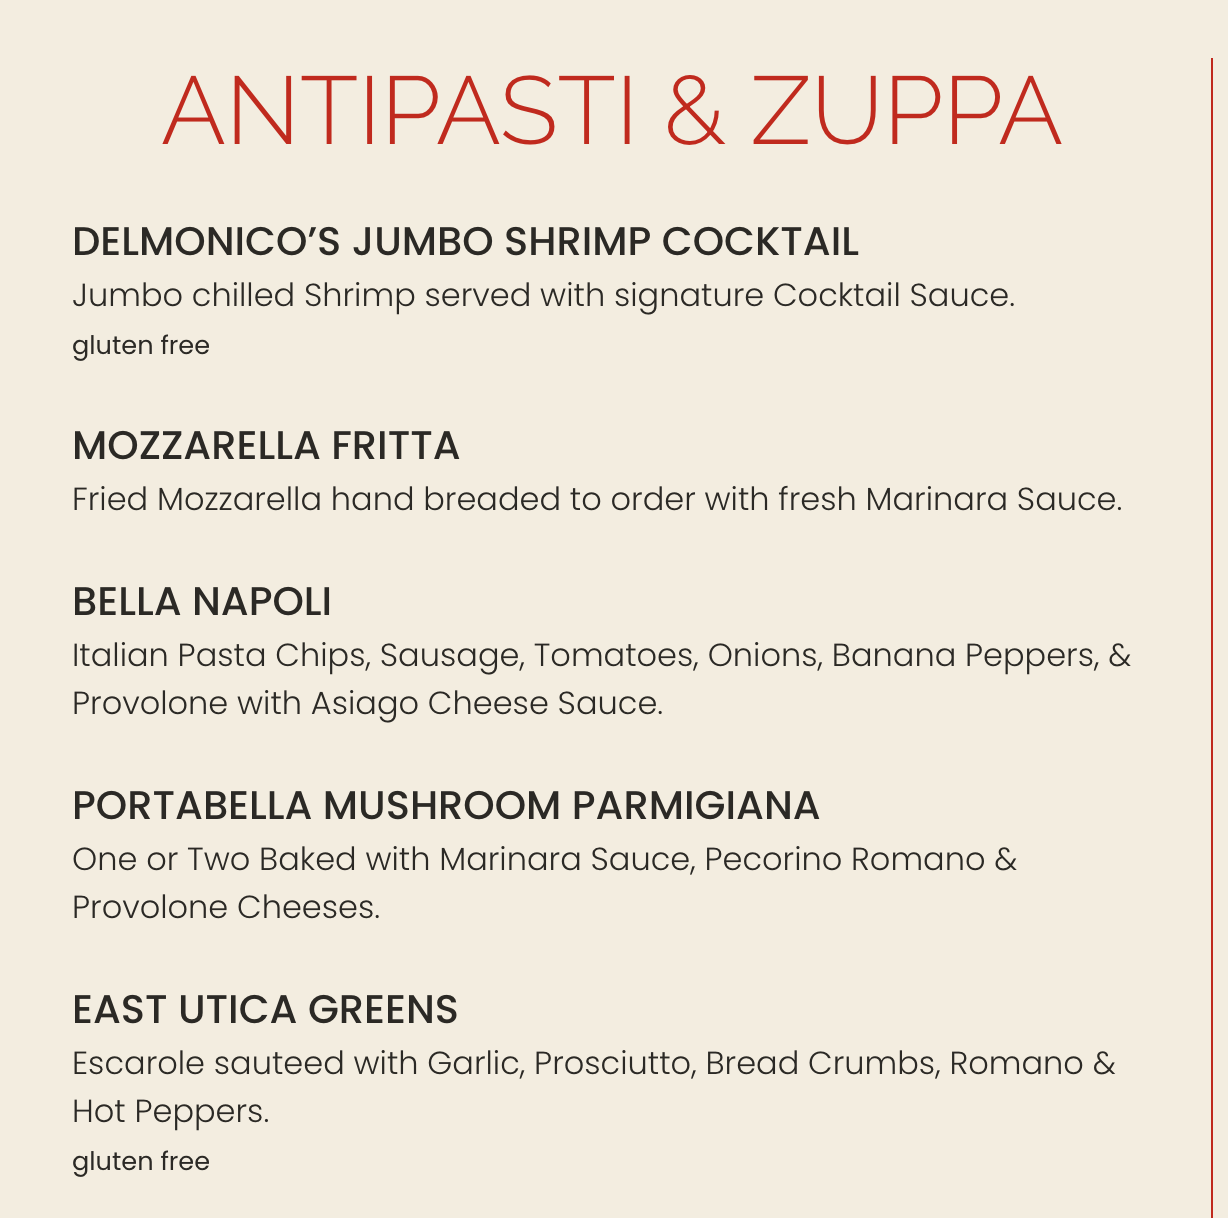 ANTIPASTI & ZUPPA
DELMONICO’S JUMBO SHRIMP COCKTAIL
Jumbo chilled Shrimp served with signature Cocktail Sauce.
gluten free
MOZZARELLA FRITTA
Fried Mozzarella hand breaded to order with fresh Marinara Sauce.
BELLA NAPOLI
Italian Pasta Chips, Sausage, Tomatoes, Onions, Banana Peppers, &
Provolone with Asiago Cheese Sauce.
PORTABELLA MUSHROOM PARMIGIANA
One or Two Baked with Marinara Sauce, Pecorino Romano &
Provolone Cheeses.
EAST UTICA GREENS
Escarole sauteed with Garlic, Prosciutto, Bread Crumbs, Romano &
Hot Peppers.
gluten free